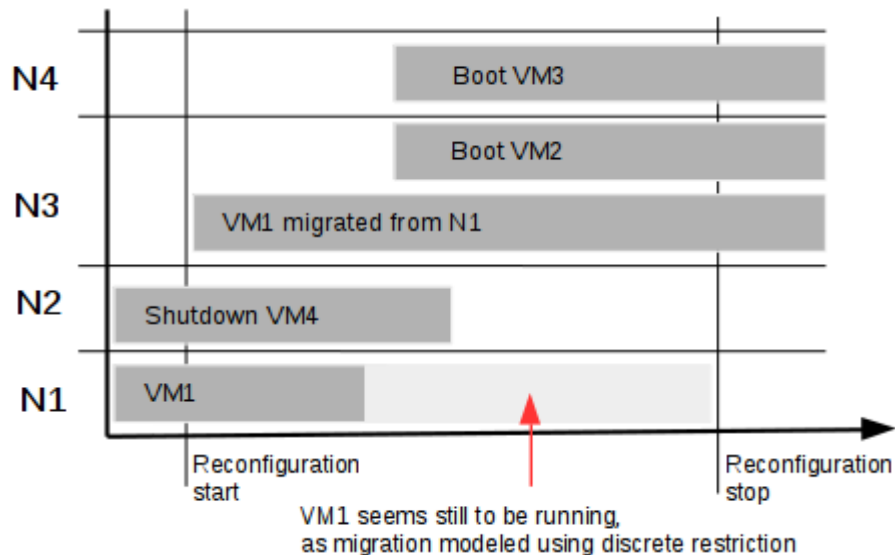 N4
Boot VM3
Boot VM2
N3
VM1 migrated from N1
N2
Shutdown VM4
N1
VM1
Reconfiguration
start
Reconfiguration
stop
VM1 seems still to be running,
as migration modeled using discrete restriction